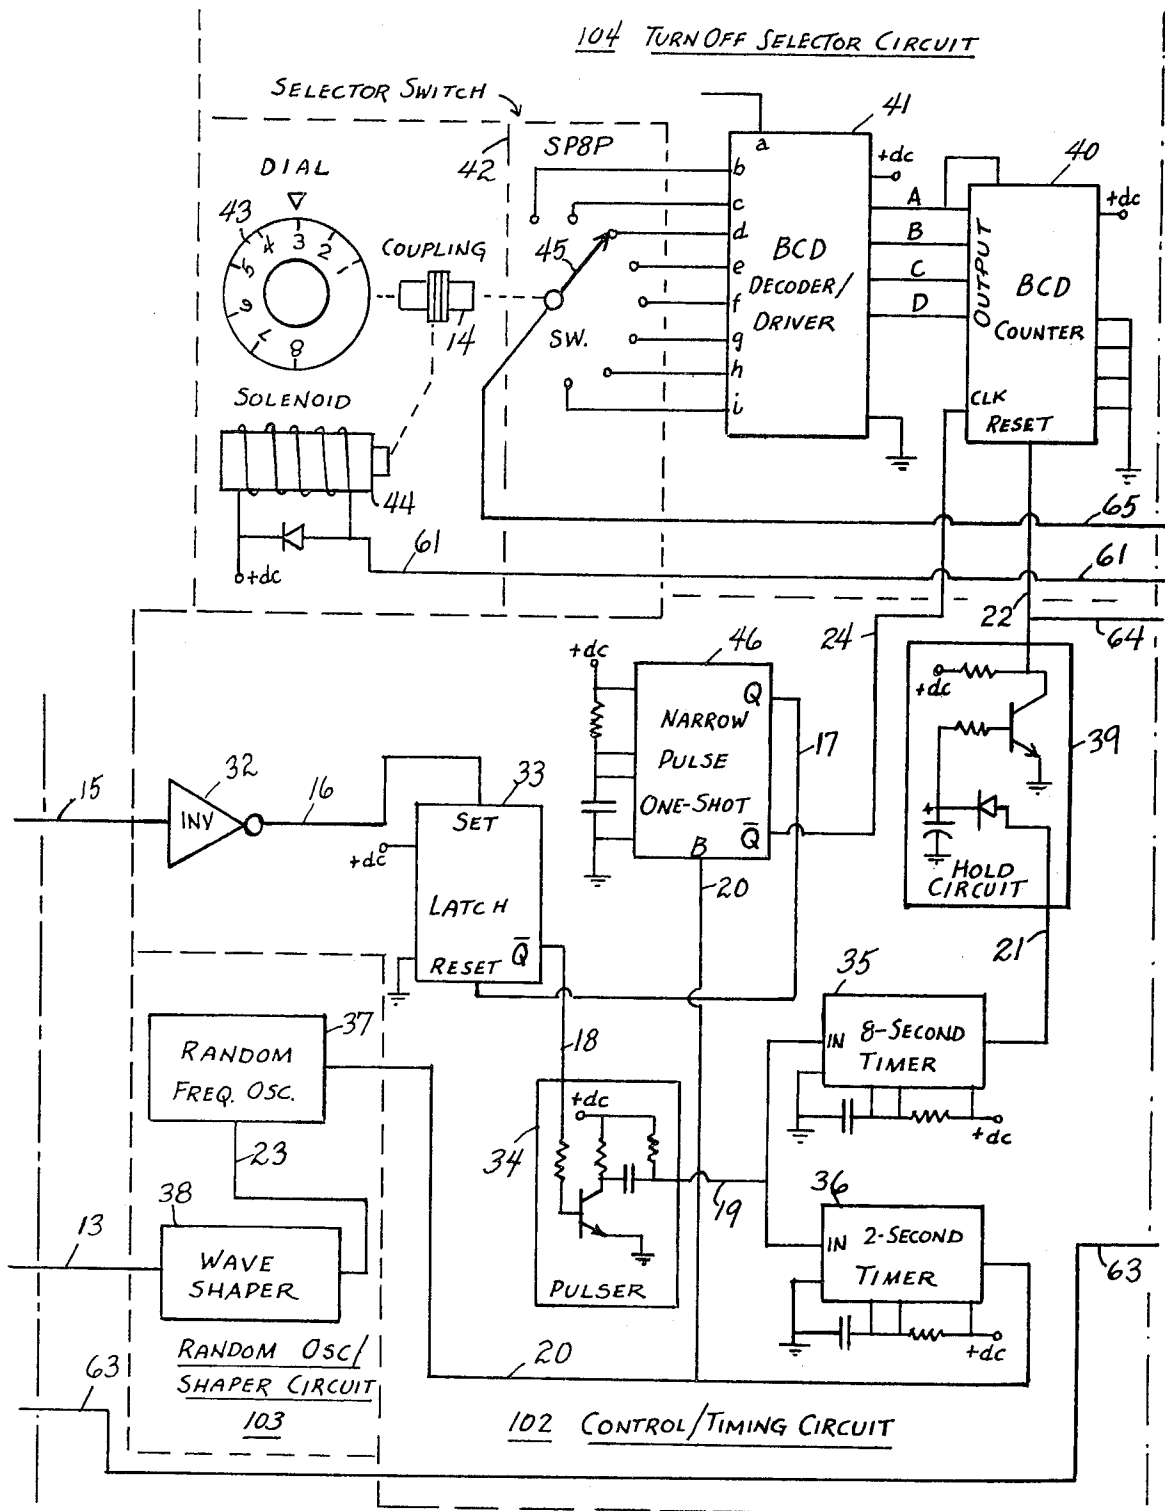 104 TURN OFF SELECTOR CIRCUIT
SELECTOR SWITCH
42
SP8P
DIAL
43
1
2
3
4
5
6
7
8
COUPLING
14
45
SW.
a
b
c
d
e
f
g
h
i
41
BCD
DECODER/
DRIVER
+dc
A
B
C
D
40
+dc
OUTPUT
BCD
COUNTER
CLK
RESET
SOLENOID
44
+dc
61
65
61
22
64
24
46
+dc
NARROW
PULSE
ONE-SHOT
Q
Q̅
B
17
20
39
+dc
+
HOLD
CIRCUIT
21
15
32
INV
16
33
SET
+dc
LATCH
RESET
Q̅
18
37
RANDOM
FREQ. OSC.
23
38
WAVE
SHAPER
13
34
+dc
PULSER
19
35
IN
8-SECOND
TIMER
+dc
36
IN
2-SECOND
TIMER
+dc
63
RANDOM OSC/
SHAPER CIRCUIT
103
20
63
102 CONTROL/TIMING CIRCUIT